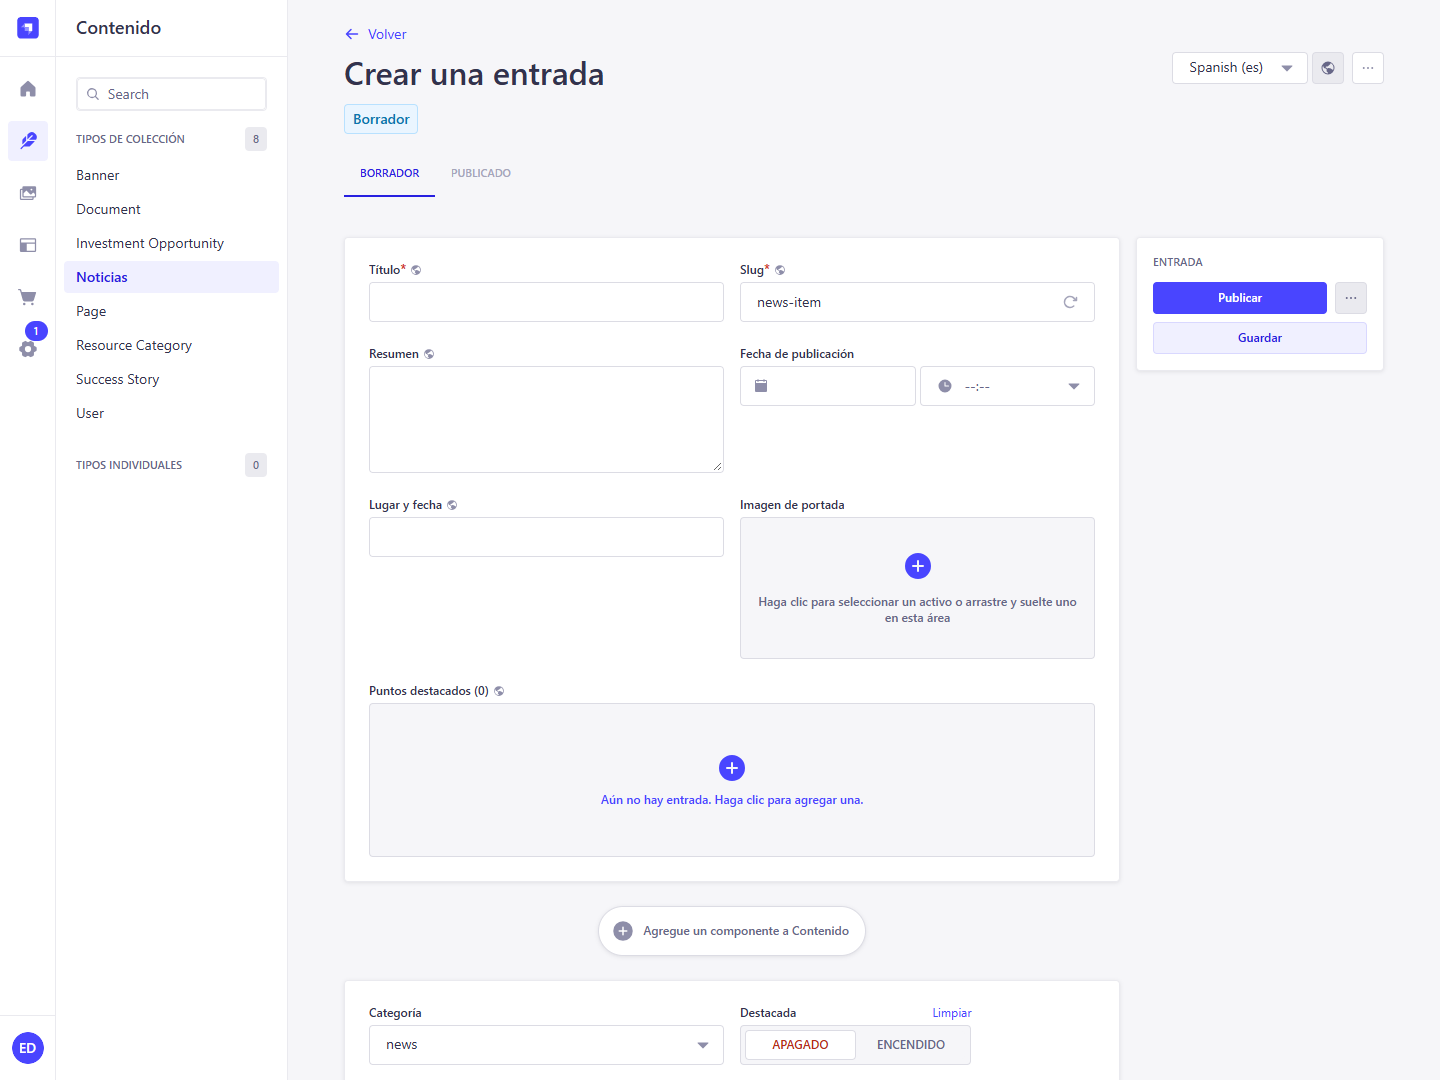 Contenido
Search
TIPOS DE COLECCIÓN 8
Banner
Document
Investment Opportunity
Noticias
Page
Resource Category
Success Story
User
TIPOS INDIVIDUALES 0
1
ED
Volver
Crear una entrada
Borrador
Spanish (es)
BORRADOR PUBLICADO
Título*
Slug*
news-item
Resumen
Fecha de publicación
--:--
Lugar y fecha
Imagen de portada
Haga clic para seleccionar un activo o arrastre y suelte uno
en esta área
Puntos destacados (0)
Aún no hay entrada. Haga clic para agregar una.
Agregue un componente a Contenido
Categoría
news
Destacada Limpiar
APAGADO ENCENDIDO
ENTRADA
Publicar
Guardar